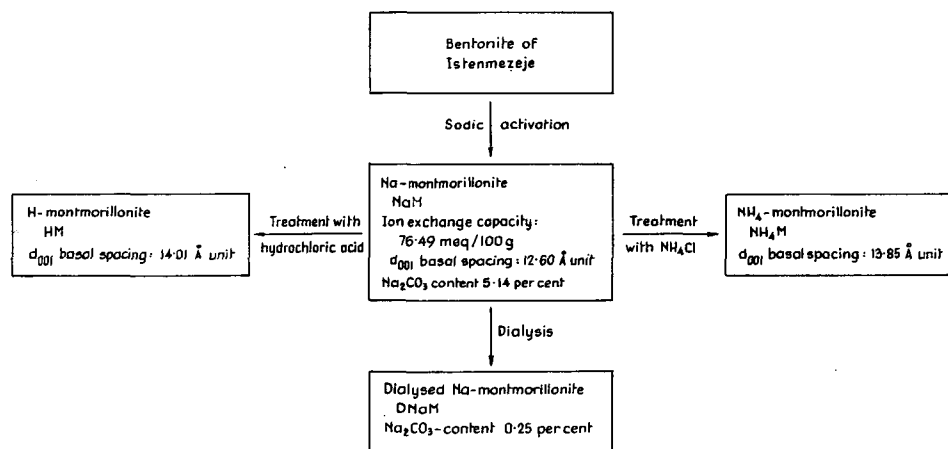 Bentonite of
Istenmezeje
Sodic activation
Na-montmorillonite
NaM
Ion exchange capacity:
76·49 meq/100g
d001 basal spacing: 12·60 Å unit
Na2CO3 content 5·14 per cent
Treatment with
hydrochloric acid
H-montmorillonite
HM
d001 basal spacing: 14·01 Å unit
Treatment
with NH4Cl
NH4-montmorillonite
NH4M
d001 basal spacing: 13·85 Å unit
Dialysis
Dialysed Na-montmorillonite
DNaM
Na2CO3-content 0·25 per cent